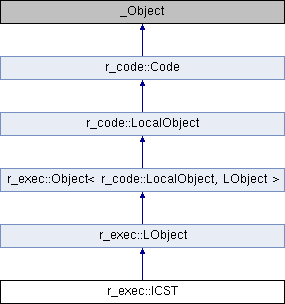 _Object
r_code::Code
r_code::LocalObject
r_exec::Object< r_code::LocalObject, LObject >
r_exec::LObject
r_exec::ICST